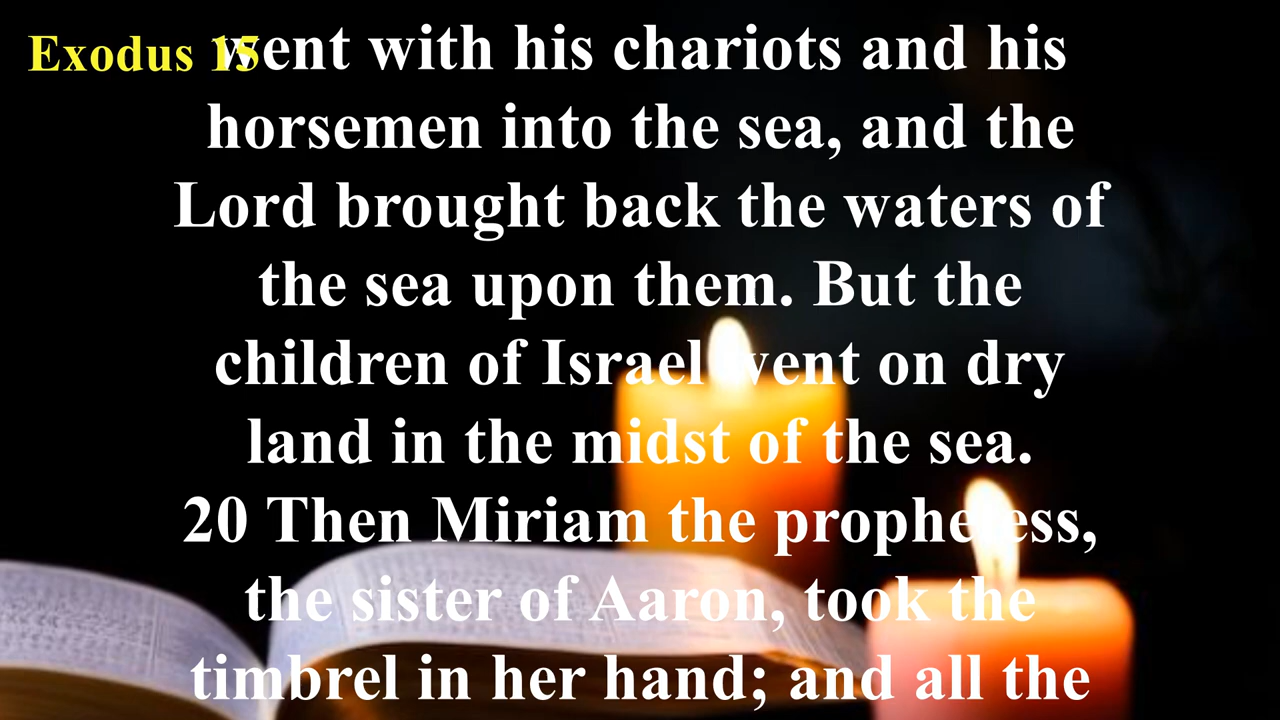 Exodus 15
went with his chariots and his
horsemen into the sea, and the
Lord brought back the waters of
the sea upon them. But the
children of Israel went on dry
land in the midst of the sea.
20 Then Miriam the prophetess,
the sister of Aaron, took the
timbrel in her hand; and all the